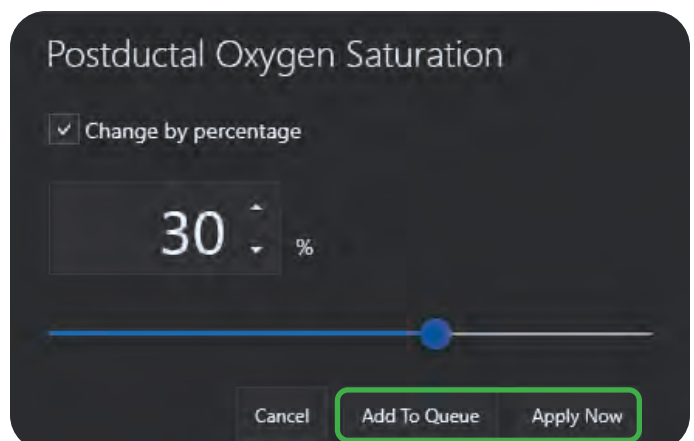 Postductal Oxygen Saturation
Change by percentage
30 %
Cancel Add To Queue Apply Now